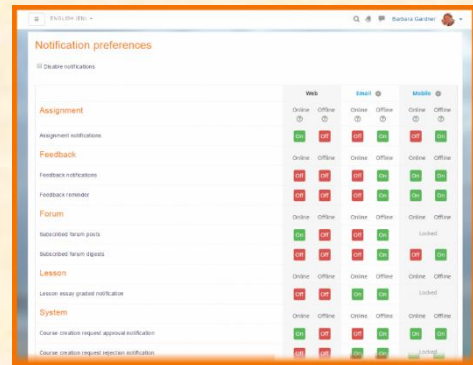 ENGLISH (EN)
Barbara Gardner
Notification preferences
Disable notifications
Web Email Mobile
Assignment Online Offline Online Offline Online Offline
Assignment notifications On Off Off On Off On
Feedback Online Offline Online Offline Online Offline
Feedback notifications Off Off Off On On On
Feedback reminder Off Off Off On On On
Forum Online Offline Online Offline Online Offline
Subscribed forum posts On Off Off On Locked
Subscribed forum digests Off Off Off On Off On
Lesson Online Offline Online Offline Online Offline
Lesson essay graded notification Off Off On On Locked
System Online Offline Online Offline Online Offline
Course creation request approval notification On Off Off On On On
Course creation request rejection notification Off Off On On Locked